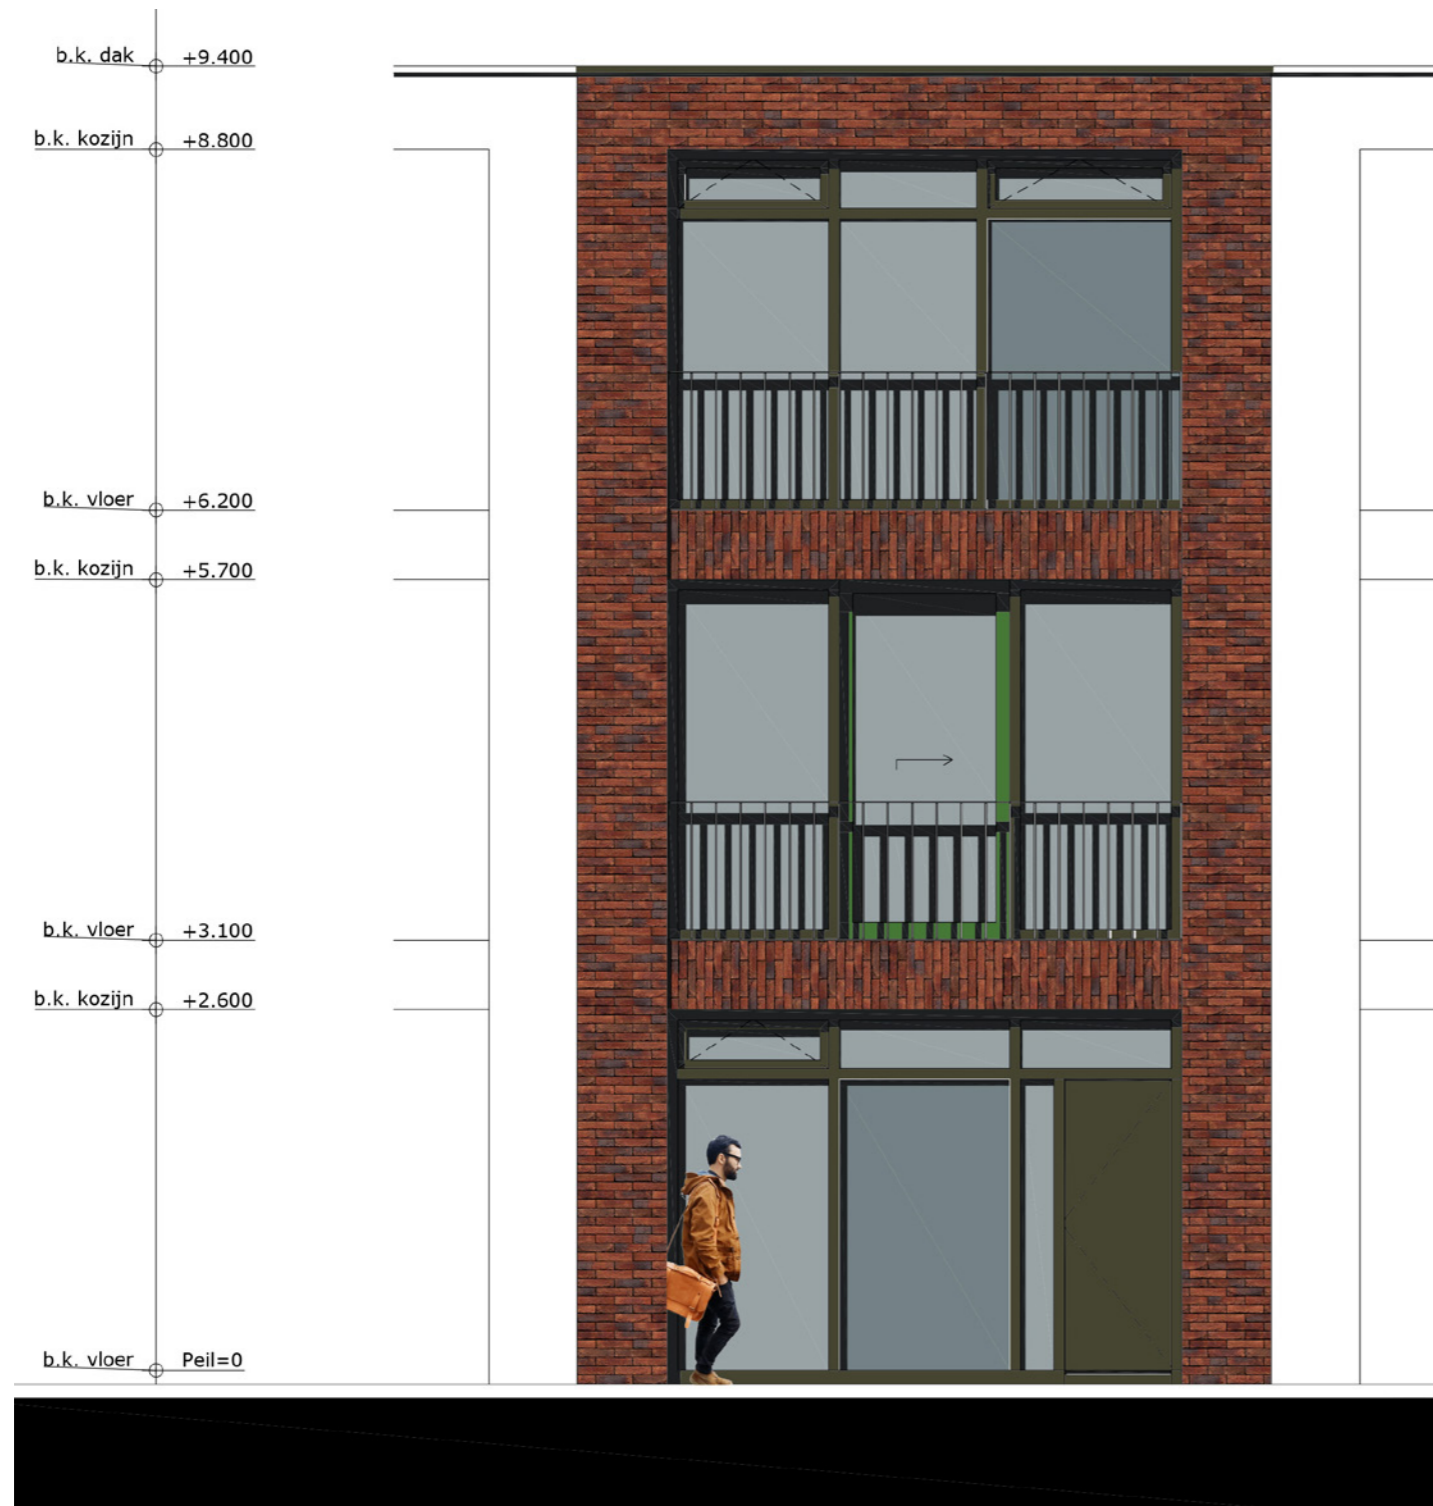 b.k. dak +9.400
b.k. kozijn +8.800
b.k. vloer +6.200
b.k. kozijn +5.700
b.k. vloer +3.100
b.k. kozijn +2.600
b.k. vloer Peil=0